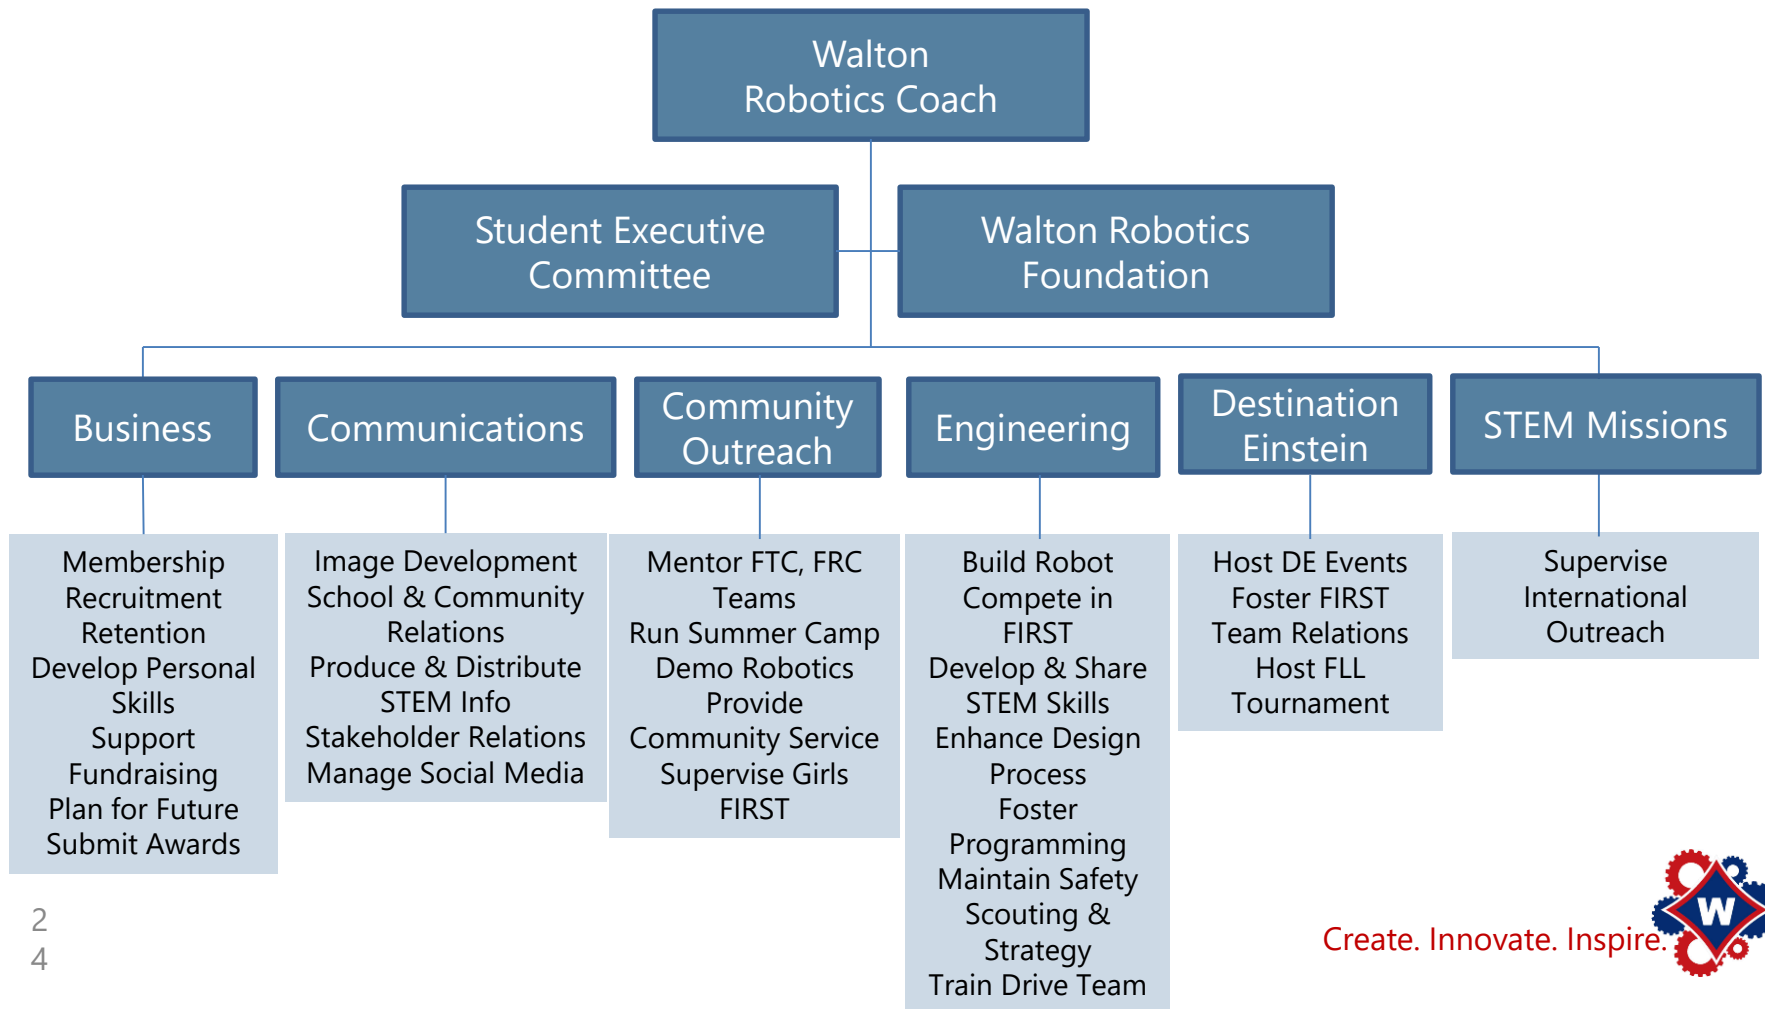 Walton
Robotics Coach
Student Executive
Committee
Walton Robotics
Foundation
Business
Communications
Community
Outreach
Engineering
Destination
Einstein
STEM Missions
Membership
Recruitment
Retention
Develop Personal
Skills
Support
Fundraising
Plan for Future
Submit Awards
Image Development
School & Community
Relations
Produce & Distribute
STEM Info
Stakeholder Relations
Manage Social Media
Mentor FTC, FRC
Teams
Run Summer Camp
Demo Robotics
Provide
Community Service
Supervise Girls
FIRST
Build Robot
Compete in
FIRST
Develop & Share
STEM Skills
Enhance Design
Process
Foster
Programming
Maintain Safety
Scouting &
Strategy
Train Drive Team
Host DE Events
Foster FIRST
Team Relations
Host FLL
Tournament
Supervise
International
Outreach
2
4
Create. Innovate. Inspire.
W